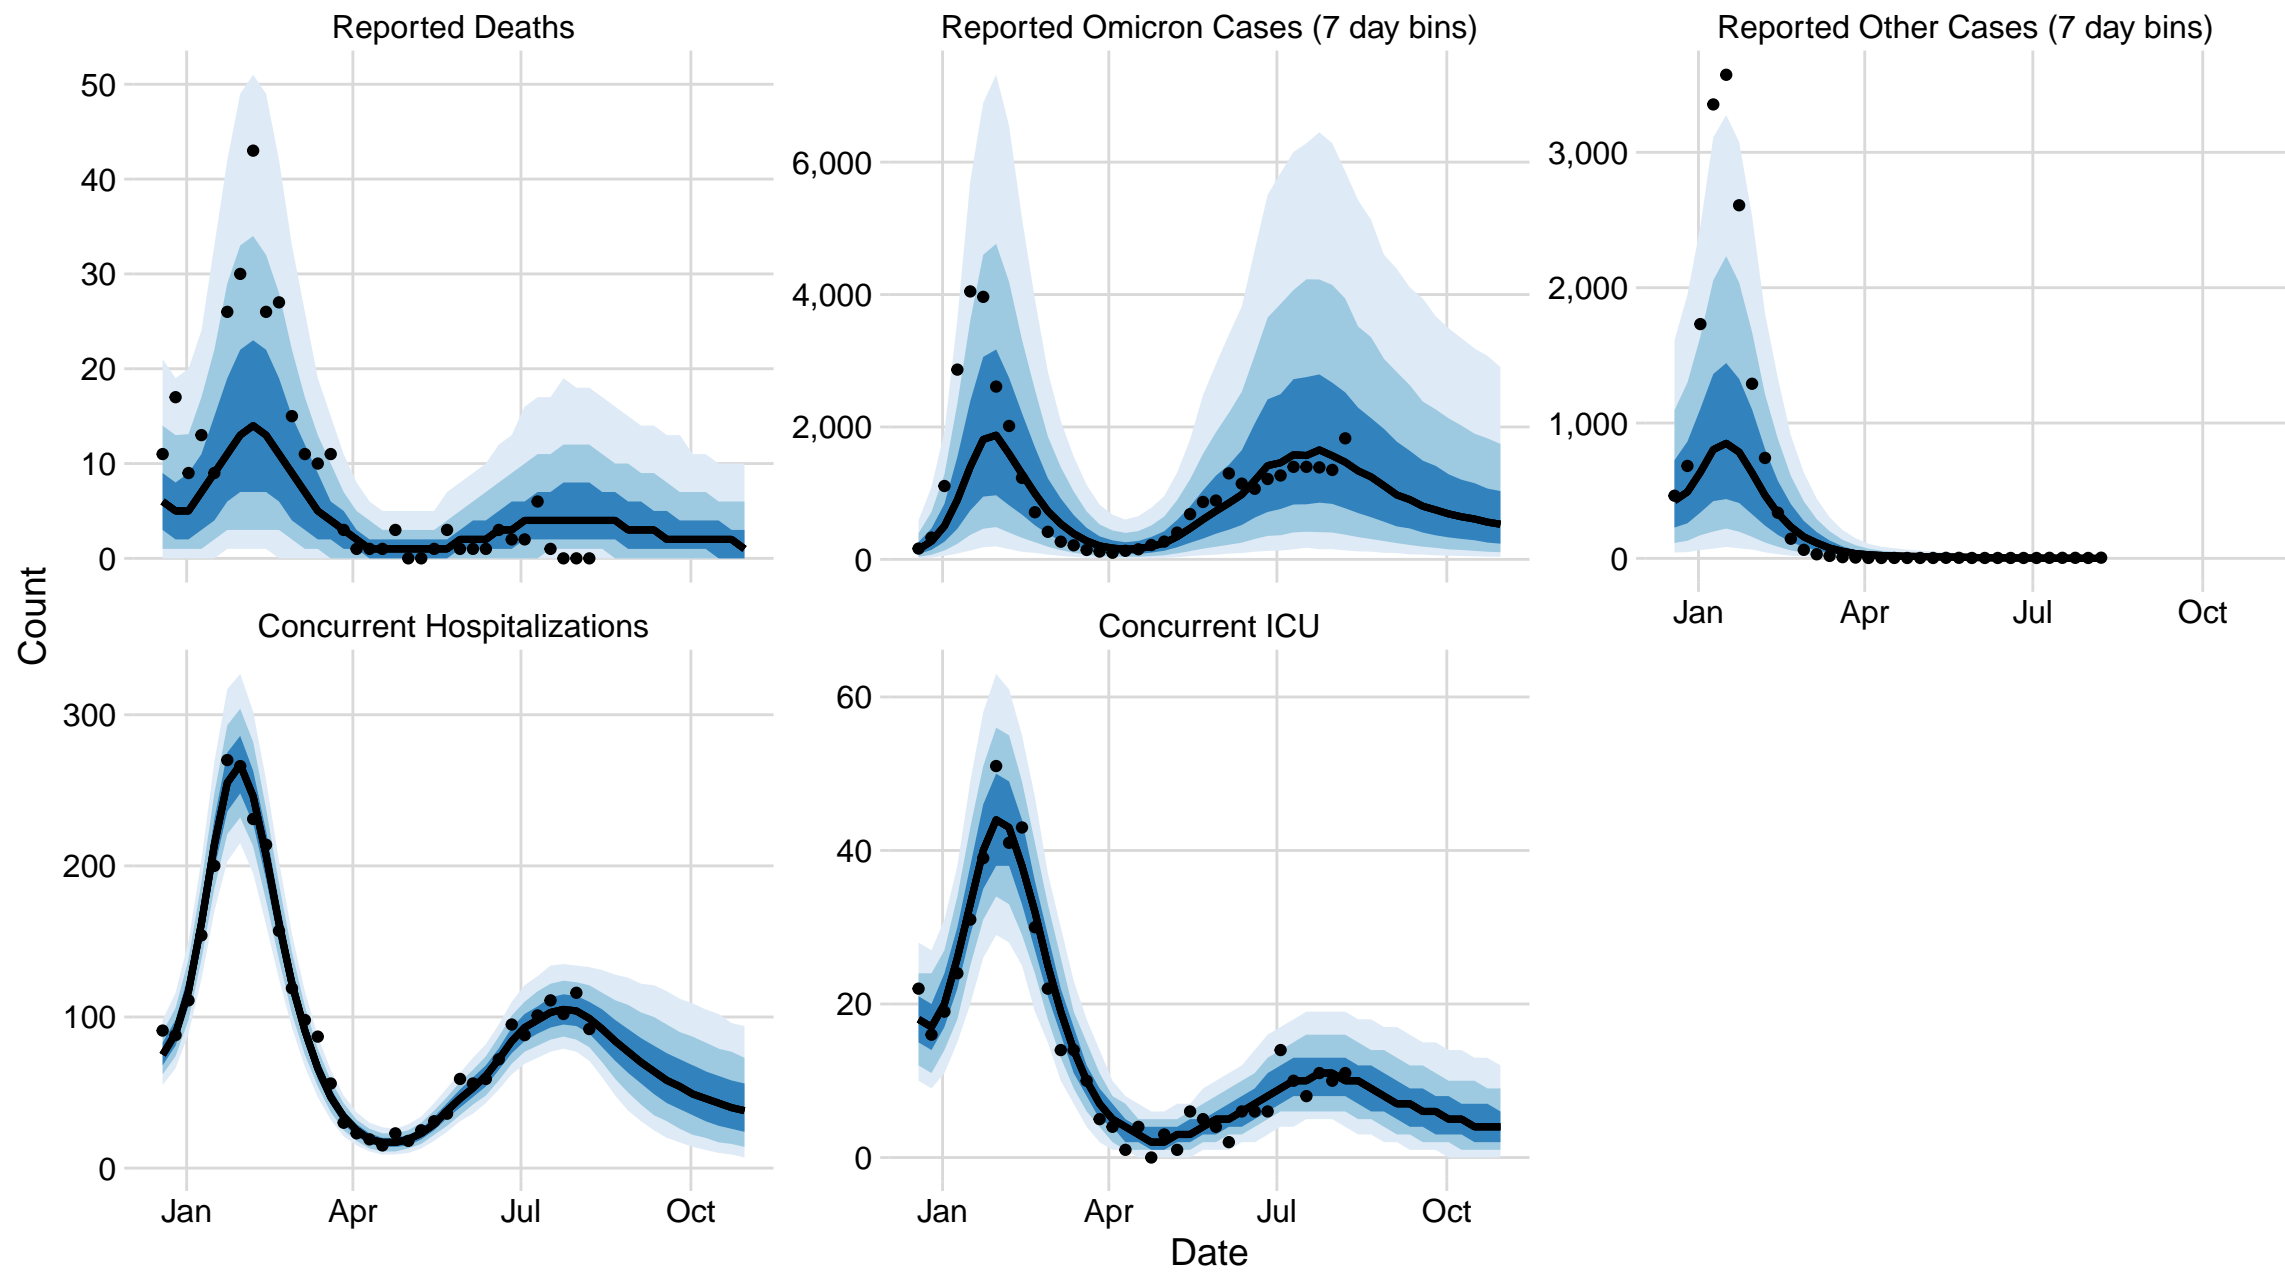 Reported Deaths
Reported Omicron Cases (7 day bins)
Reported Other Cases (7 day bins)
50
40
30
20
10
0
6,000
4,000
2,000
0
3,000
2,000
1,000
0
Jan Apr Jul Oct
Count
Concurrent Hospitalizations
Concurrent ICU
300
200
100
0
60
40
20
0
Jan Apr Jul Oct
Jan Apr Jul Oct
Date